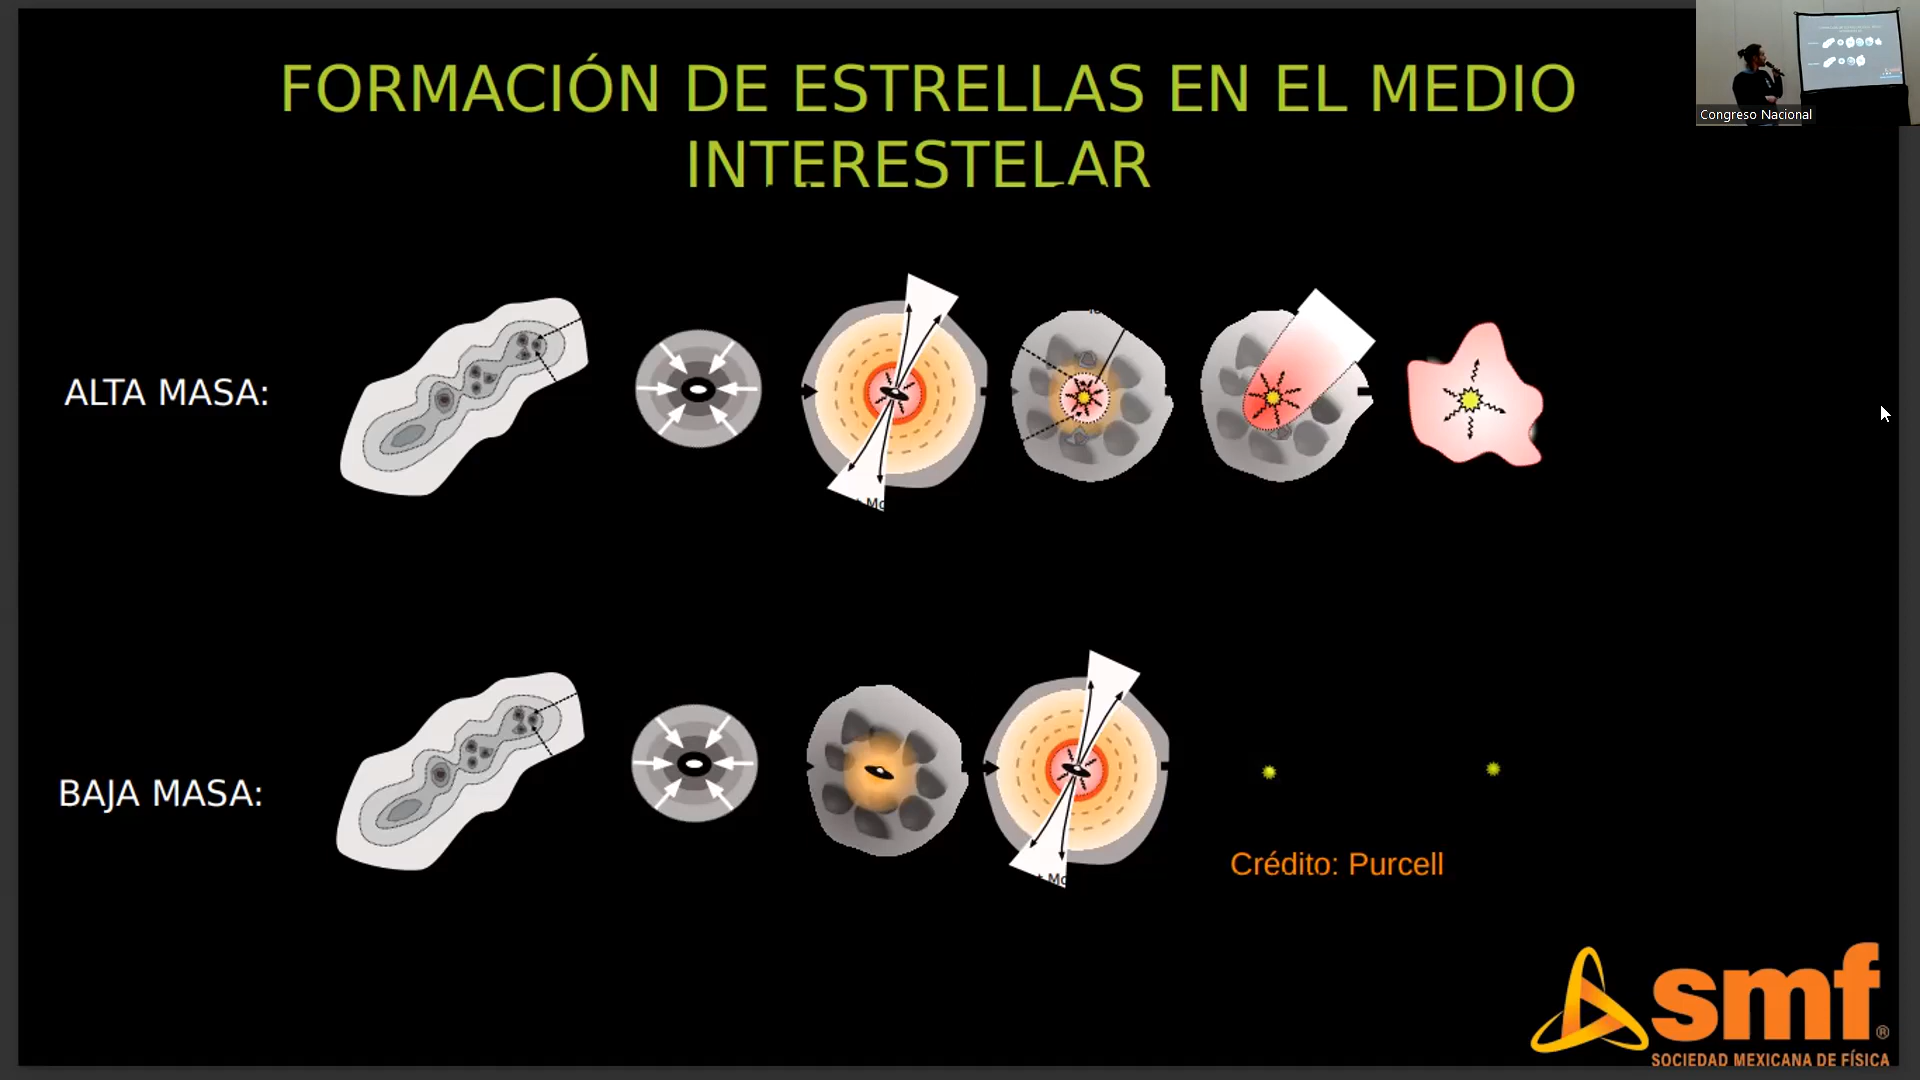 FORMACIÓN DE ESTRELLAS EN EL MEDIO
INTERESTELAR
Congreso Nacional
ALTA MASA:
BAJA MASA:
Crédito: Purcell
smf®
SOCIEDAD MEXICANA DE FÍSICA